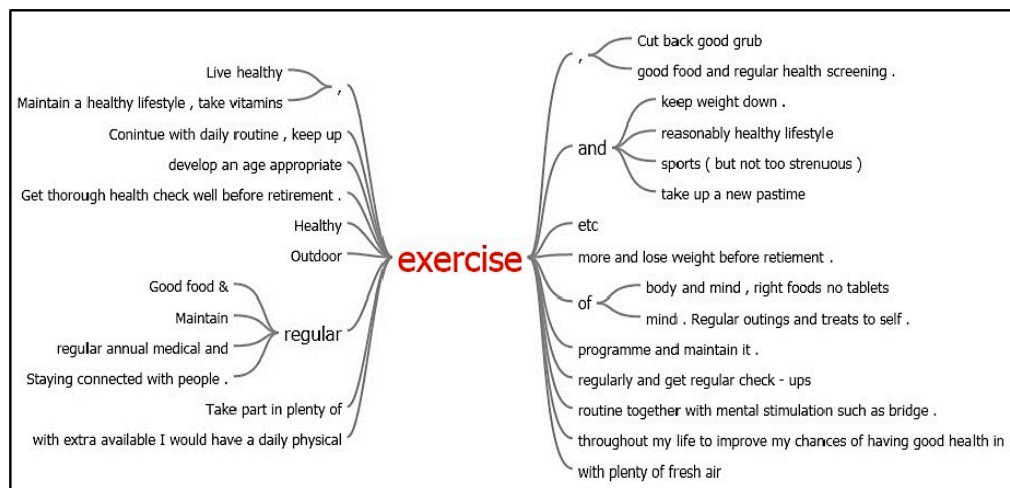 Live healthy
Maintain a healthy lifestyle , take vitamins
,
Conintue with daily routine , keep up
develop an age appropriate
Get thorough health check well before retirement .
Healthy
Outdoor
Good food &
Maintain
regular annual medical and
Staying connected with people .
regular
Take part in plenty of
with extra available I would have a daily physical
exercise
,
Cut back good grub
good food and regular health screening .
and
keep weight down .
reasonably healthy lifestyle
sports ( but not too strenuous )
take up a new pastime
etc
more and lose weight before retiement .
of
body and mind , right foods no tablets
mind . Regular outings and treats to self .
programme and maintain it .
regularly and get regular check - ups
routine together with mental stimulation such as bridge .
throughout my life to improve my chances of having good health in
with plenty of fresh air